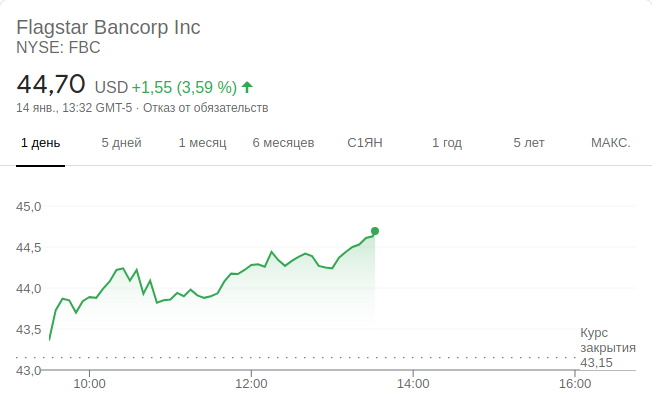 Flagstar Bancorp Inc
NYSE: FBC
44,70 USD +1,55 (3,59 %)
14 янв., 13:32 GMT-5 · Отказ от обязательств
1 день 5 дней 1 месяц 6 месяцев С1ЯН 1 год 5 лет МАКС.
45,0
44,5
44,0
43,5
Курс
закрытия
43,15
43,0
10:00 12:00 14:00 16:00